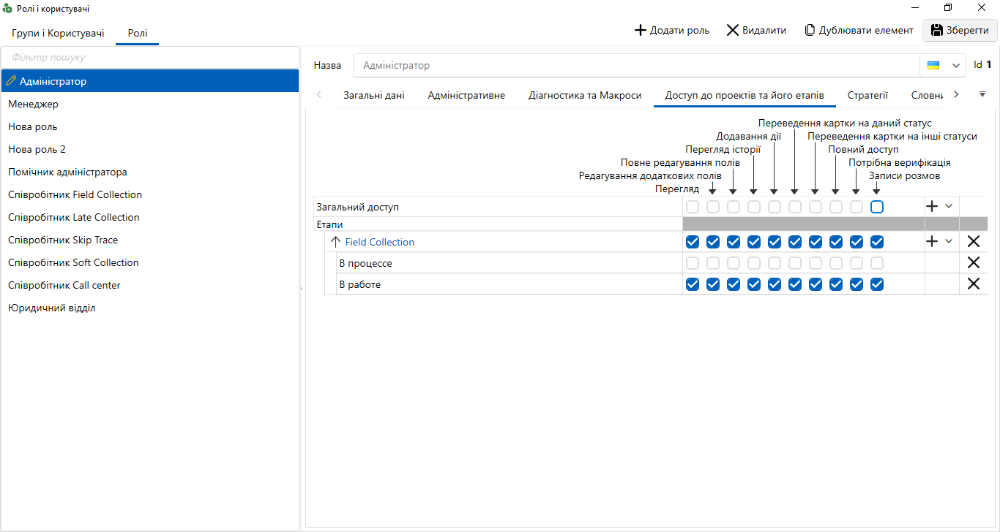 Ролі і користувачі
Групи і Користувачі
Ролі
Додати роль
Видалити
Дублювати елемент
Зберегти
Фільтр пошуку
Адміністратор
Менеджер
Нова роль
Нова роль 2
Помічник адміністратора
Співробітник Field Collection
Співробітник Late Collection
Співробітник Skip Trace
Співробітник Soft Collection
Співробітник Call center
Юридичний відділ
Назва
Адміністратор
Id 1
Загальні дані
Адміністративне
Діагностика та Макроси
Доступ до проектів та його етапів
Стратегії
Словни
Переведення картки на даний статус
Додавання дії
Переведення картки на інші статуси
Перегляд історії
Повний доступ
Повне редагування полів
Потрібна верифікація
Редагування додаткових полів
Записи розмов
Перегляд
Загальний доступ
Етапи
Field Collection
В процессе
В работе